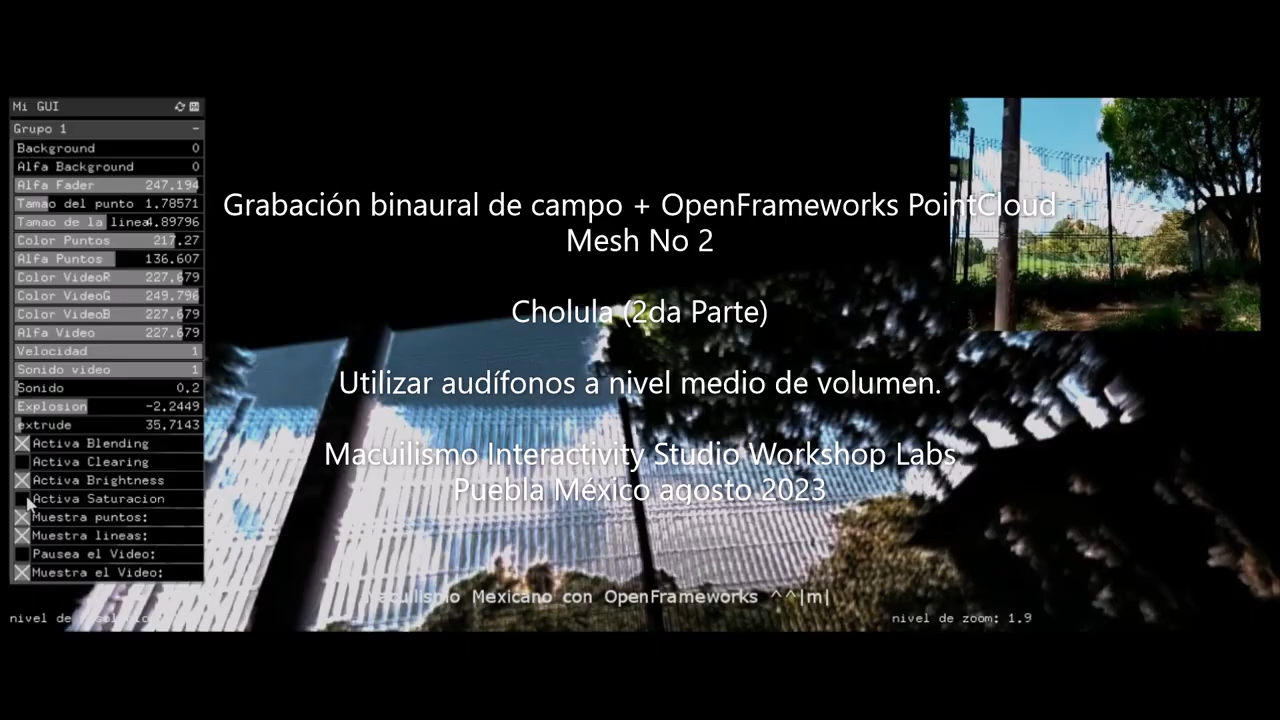 Mi GUI
Grupo 1 -
Background 0
Alfa Background 0
Alfa Fader 247.194
Tamao del punto 1.78571
Tamao de la linea 4.89796
Color Puntos 217.27
Alfa Puntos 136.607
Color VideoR 227.679
Color VideoG 249.796
Color VideoB 227.679
Alfa Video 227.679
Velocidad 1
Sonido video 1
Sonido 0.2
Explosion -2.2449
extrude 35.7143
Activa Blending
Activa Clearing
Activa Brightness
Activa Saturacion
Muestra puntos:
Muestra lineas:
Pausea el Video:
Muestra el Video:
Grabación binaural de campo + OpenFrameworks PointCloud
Mesh No 2
Cholula (2da Parte)
Utilizar audífonos a nivel medio de volumen.
Macuilismo Interactivity Studio Workshop Labs
Puebla México agosto 2023
Macuilismo Mexicano con OpenFrameworks ^^|m|
nivel de
nivel de zoom: 1.9